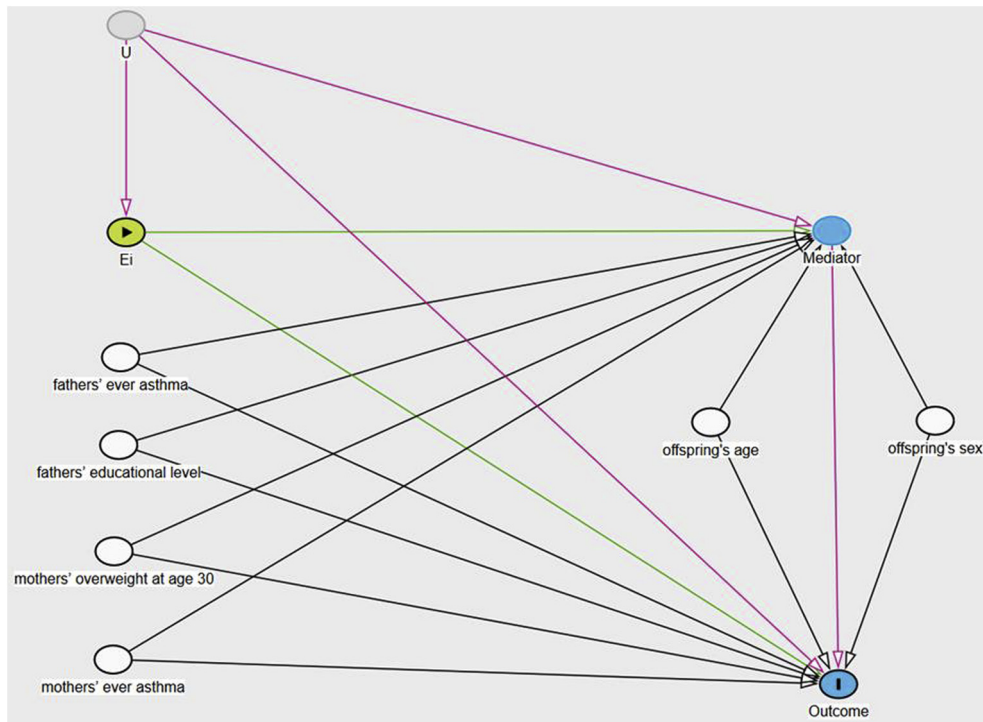 U
Ei
Mediator
fathers’ ever asthma
fathers’ educational level
offspring's age
offspring's sex
mothers’ overweight at age 30
mothers’ ever asthma
Outcome